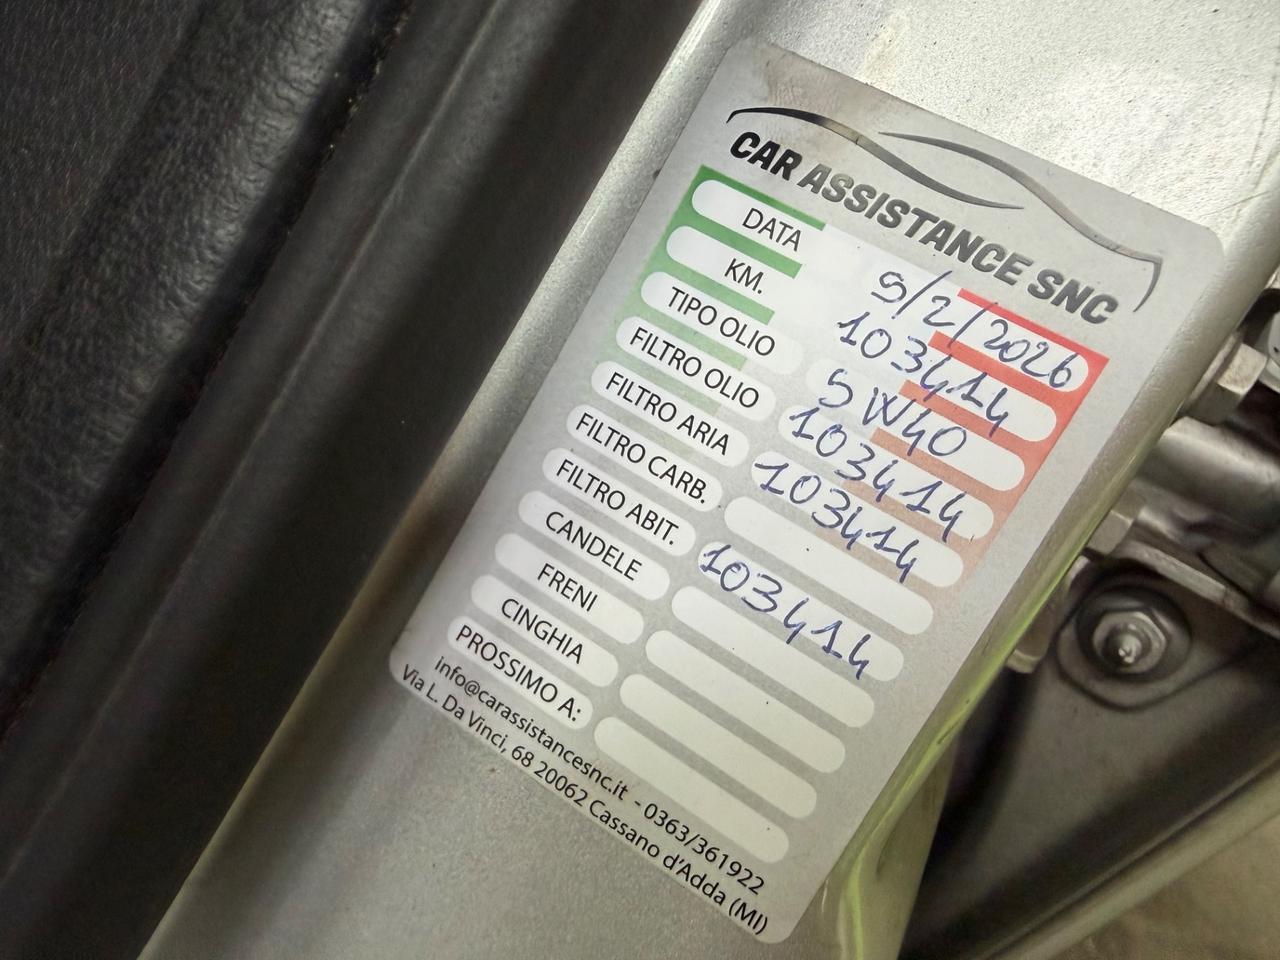 CAR ASSISTANCE SNC
DATA 9/2/2026
KM. 103414
TIPO OLIO 5W40
FILTRO OLIO 103414
FILTRO ARIA 103414
FILTRO CARB.
FILTRO ABIT. 103414
CANDELE
FRENI
CINGHIA
PROSSIMO A:
info@carassistancesnc.it - 0363/361922
Via L. Da Vinci, 68 20062 Cassano d'Adda (MI)